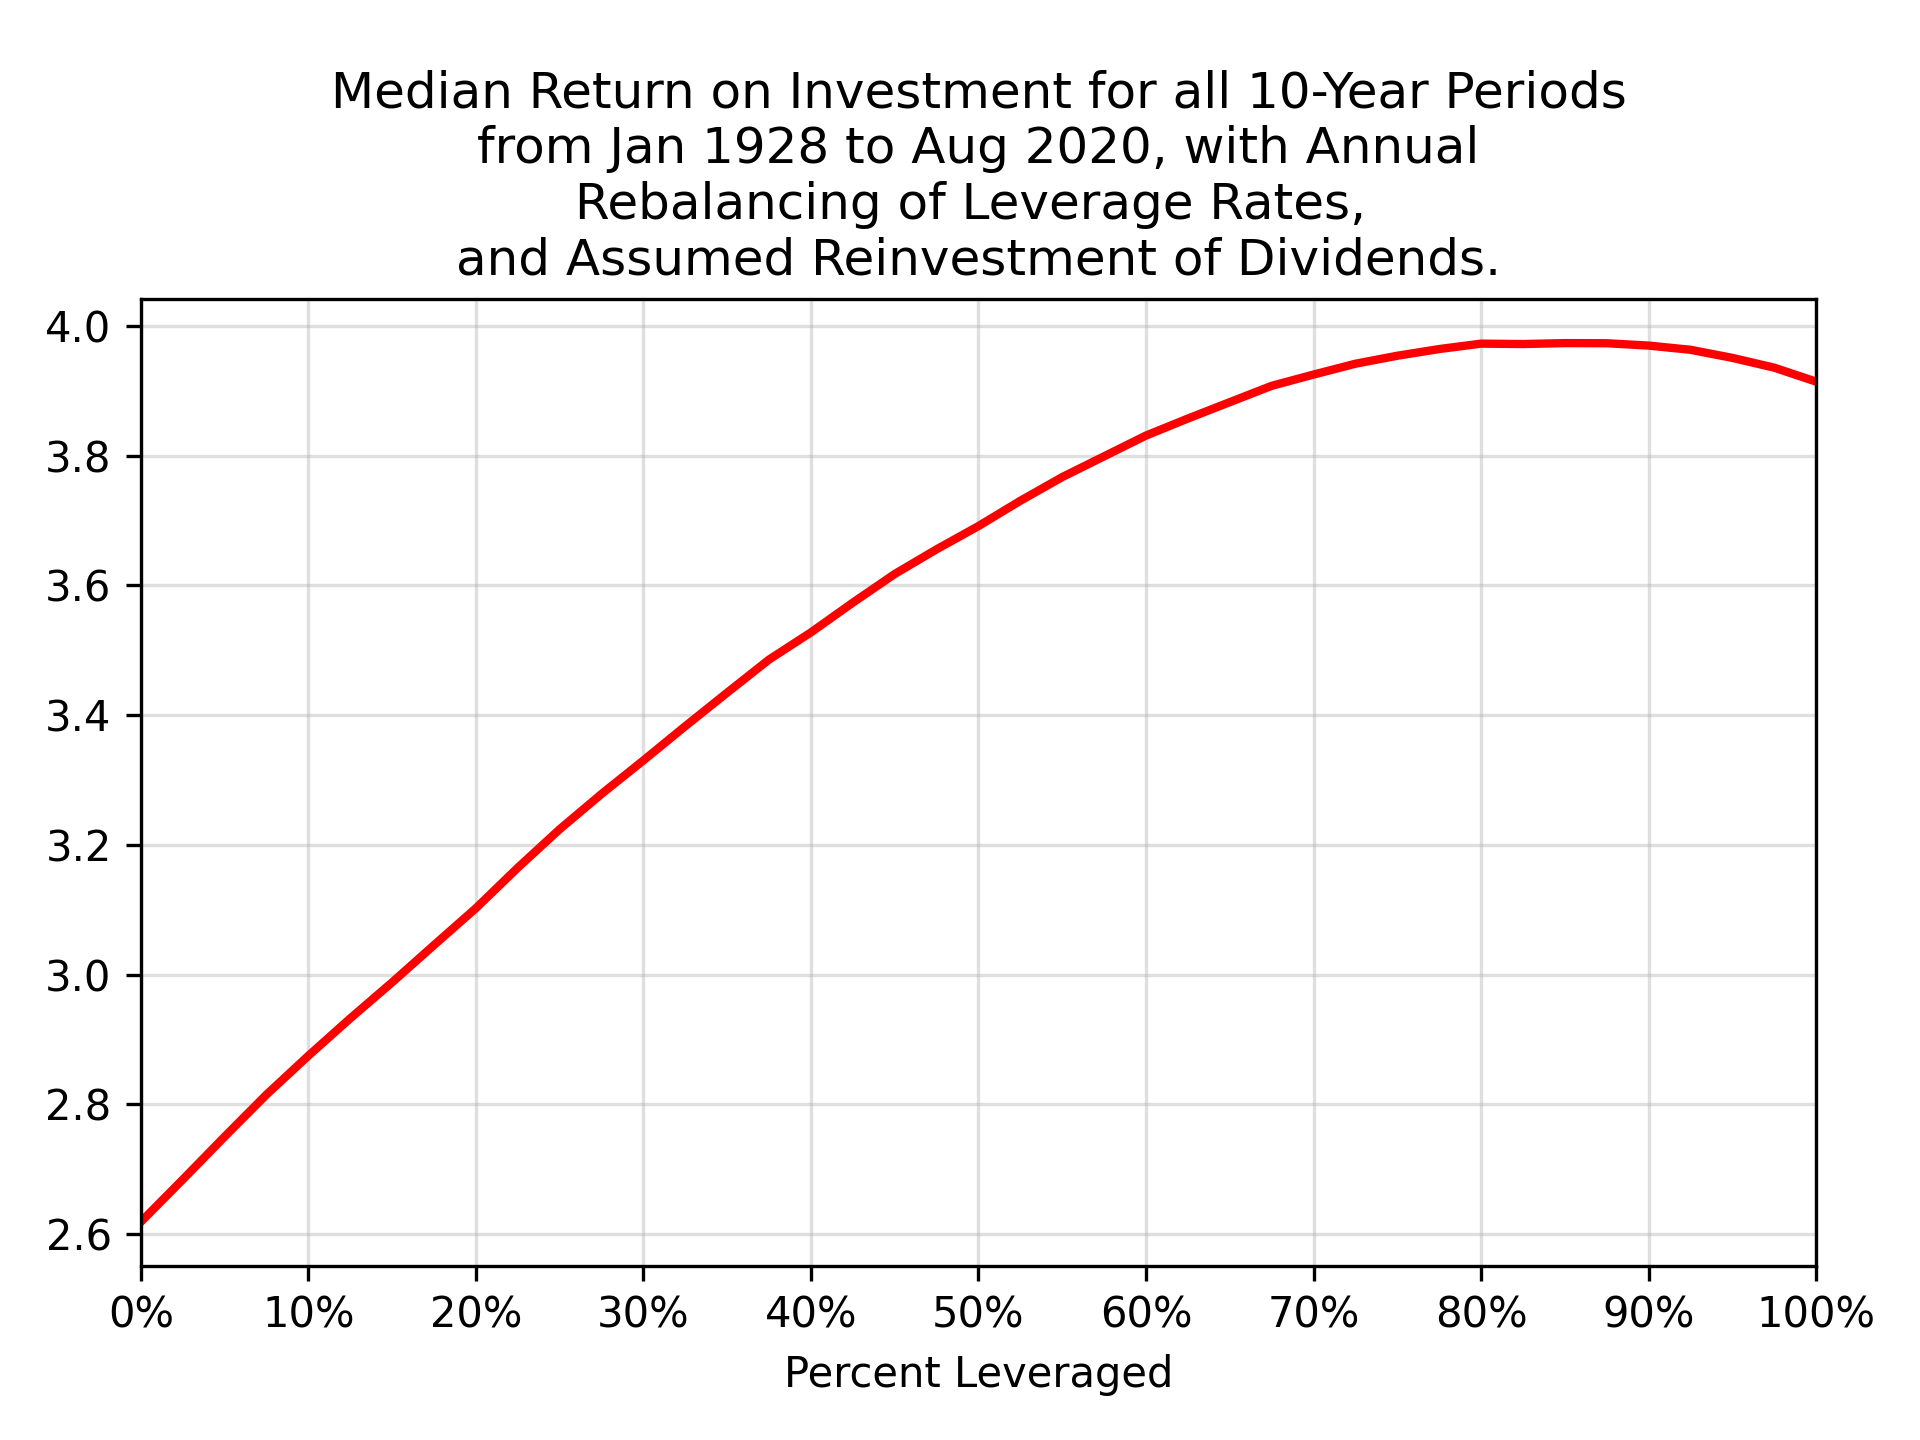 Median Return on Investment for all 10-Year Periods
from Jan 1928 to Aug 2020, with Annual
Rebalancing of Leverage Rates,
and Assumed Reinvestment of Dividends.
4.0
3.8
3.6
3.4
3.2
3.0
2.8
2.6
0% 10% 20% 30% 40% 50% 60% 70% 80% 90% 100%
Percent Leveraged